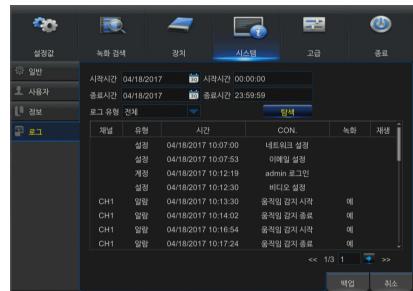 설정값 녹화 검색 장치 시스템 고급 종료
일반
사용자
정보
로그
시작시간 04/18/2017 시작시간 00:00:00
종료시간 04/18/2017 종료시간 23:59:59
로그 유형 전체 탐색
채널 유형 시간 CON. 녹화 재생
설정 04/18/2017 10:07:00 네트워크 설정
설정 04/18/2017 10:07:53 이메일 설정
계정 04/18/2017 10:12:19 admin 로그인
설정 04/18/2017 10:12:30 비디오 설정
CH1 알람 04/18/2017 10:13:30 움직임 감지 시작 예
CH1 알람 04/18/2017 10:14:02 움직임 감지 종료 예
CH1 알람 04/18/2017 10:16:54 움직임 감지 시작 예
CH1 알람 04/18/2017 10:17:24 움직임 감지 종료 예
<< 1/3 1 >>
백업 취소